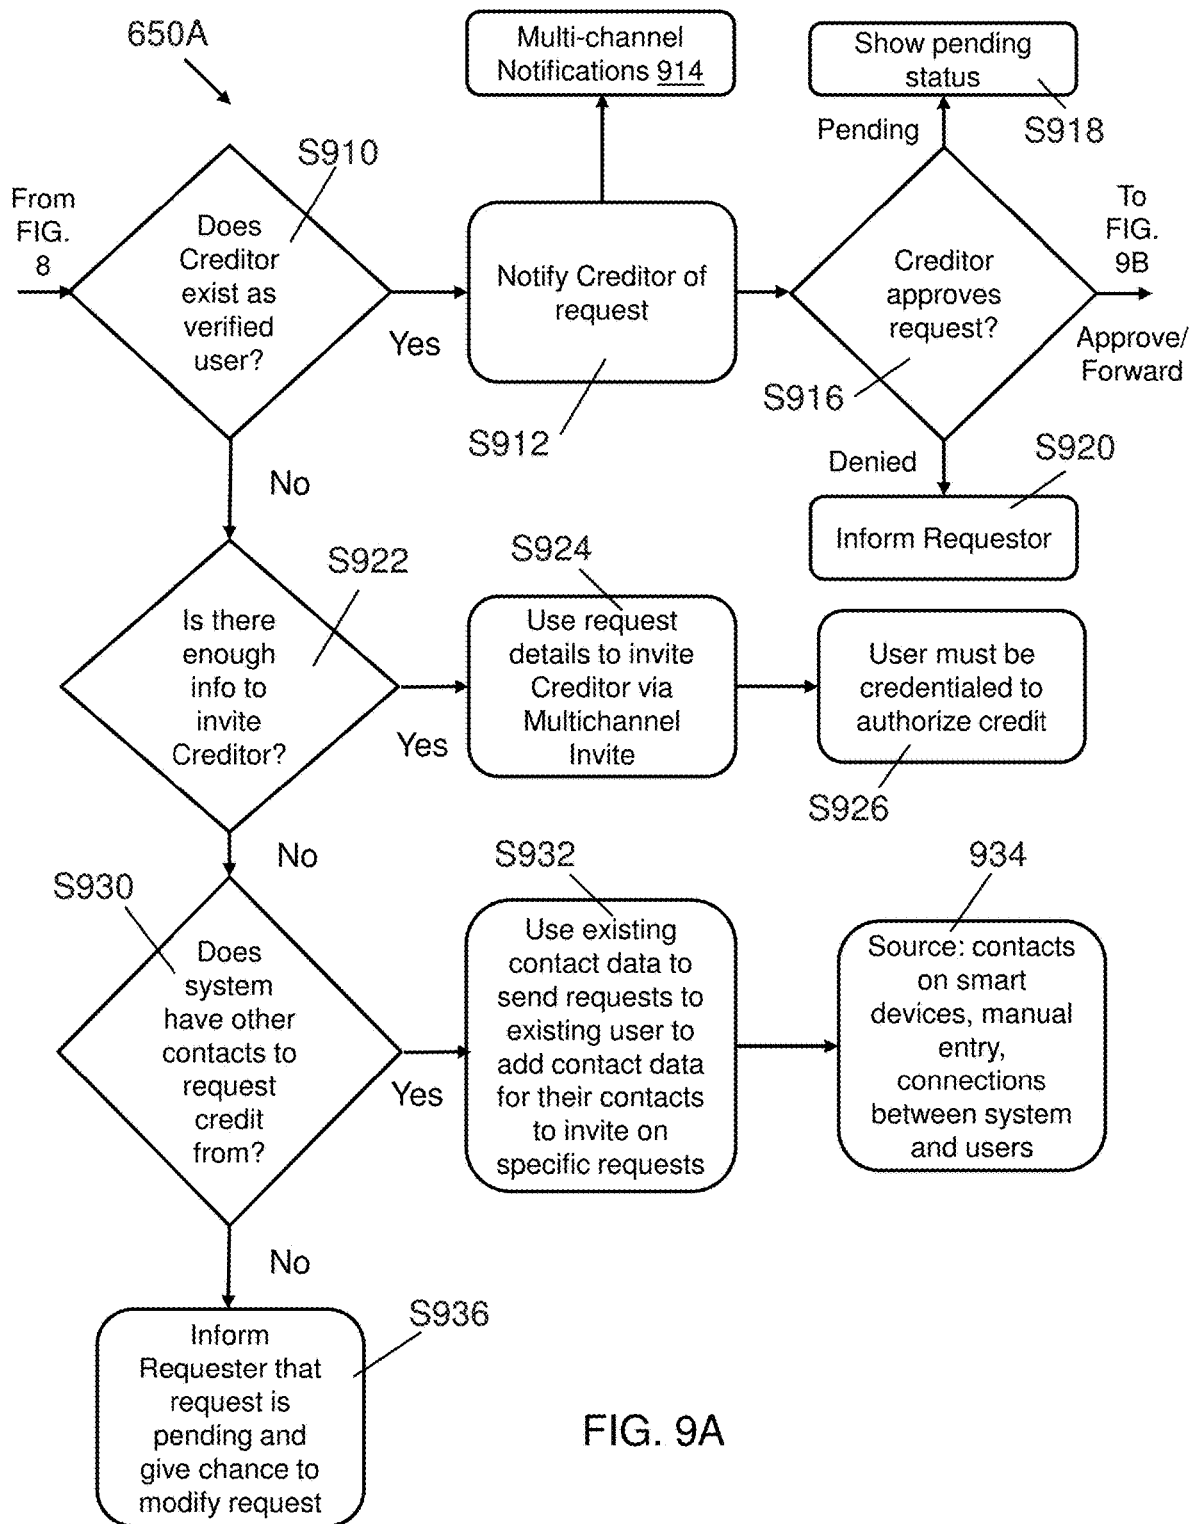 650A
Multi-channel
Notifications 914
Show pending
status
S918
Pending
S910
From
FIG.
8
Does
Creditor
exist as
verified
user?
Yes
Notify Creditor of
request
S912
Creditor
approves
request?
S916
To
FIG.
9B
Approve/
Forward
Denied
S920
Inform Requestor
No
S922
Is there
enough
info to
invite
Creditor?
Yes
S924
Use request
details to invite
Creditor via
Multichannel
Invite
User must be
credentialed to
authorize credit
S926
No
S930
Does
system
have other
contacts to
request
credit
from?
Yes
S932
Use existing
contact data to
send requests to
existing user to
add contact data
for their contacts
to invite on
specific requests
934
Source: contacts
on smart
devices, manual
entry,
connections
between system
and users
No
S936
Inform
Requester that
request is
pending and
give chance to
modify request
FIG. 9A